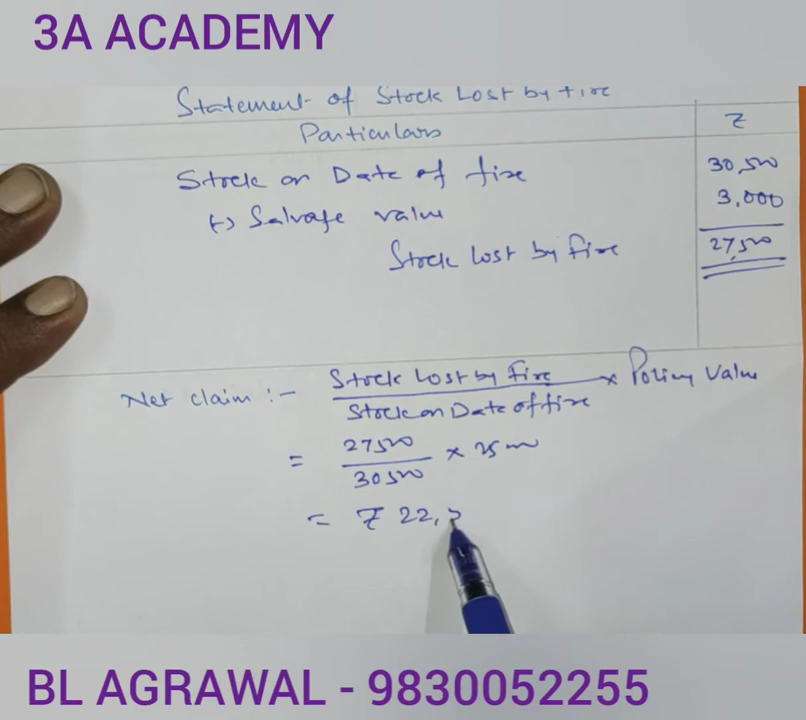 3A ACADEMY
Statement of Stock Lost by fire
Particulars ₹
Stock on Date of fire 30,500
(-) Salvage value 3,000
Stock Lost by fire 27,500
Net claim :- Stock Lost by fire × Policy Value
Stock on Date of fire
= 27500 × 25000
30500
= ₹ 22,
BL AGRAWAL - 9830052255